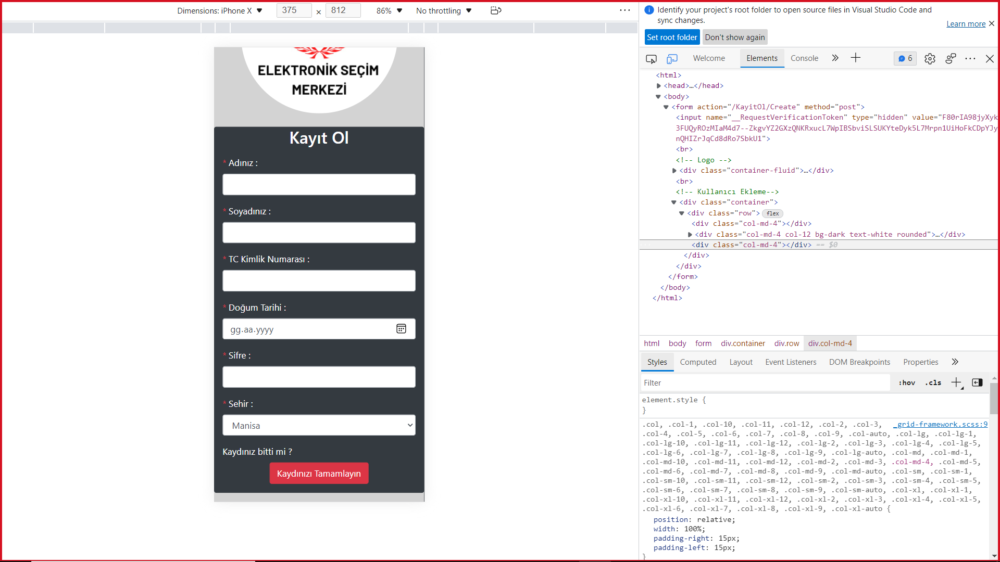 Dimensions: iPhone X ▼ 375 × 812 86% ▼ No throttling ▼ ...
ELEKTRONİK SEÇİM
MERKEZİ
Kayıt Ol
* Adınız :
* Soyadınız :
* TC Kimlik Numarası :
* Doğum Tarihi :
gg.aa.yyyy
* Sifre :
* Sehir :
Manisa
Kaydınız bitti mi ?
Kaydınızı Tamamlayın
Identify your project's root folder to open source files in Visual Studio Code and
sync changes.
Learn more
Set root folder Don't show again
Welcome Elements Console 6
<html>
<head>…</head>
<body>
<form action="/KayitOl/Create" method="post">
<input name="__RequestVerificationToken" type="hidden" value="F80rIA98jyXyk
3FUQyROzMIaM4d7--ZkgvYZ2GXzQNKRxucL7WpIBSbviSLSUKYteDyk5L7Mrpn1UiHoFkCDpYJy
nQHIZrJqCd8dRo7SbkU1">
<br>
<!-- Logo -->
<div class="container-fluid">…</div>
<br>
<!-- Kullanıcı Ekleme-->
<div class="container">
<div class="row"> flex
<div class="col-md-4"></div>
<div class="col-md-4 col-12 bg-dark text-white rounded">…</div>
<div class="col-md-4"></div> == $0
</div>
</div>
</form>
</body>
</html>
html body form div.container div.row div.col-md-4
Styles Computed Layout Event Listeners DOM Breakpoints Properties
Filter :hov .cls
element.style {
}
.col, .col-1, .col-10, .col-11, .col-12, .col-2, .col-3, _grid-framework.scss:9
.col-4, .col-5, .col-6, .col-7, .col-8, .col-9, .col-auto, .col-lg, .col-lg-1,
.col-lg-10, .col-lg-11, .col-lg-12, .col-lg-2, .col-lg-3, .col-lg-4, .col-lg-5,
.col-lg-6, .col-lg-7, .col-lg-8, .col-lg-9, .col-lg-auto, .col-md, .col-md-1,
.col-md-10, .col-md-11, .col-md-12, .col-md-2, .col-md-3, .col-md-4, .col-md-5,
.col-md-6, .col-md-7, .col-md-8, .col-md-9, .col-md-auto, .col-sm, .col-sm-1,
.col-sm-10, .col-sm-11, .col-sm-12, .col-sm-2, .col-sm-3, .col-sm-4, .col-sm-5,
.col-sm-6, .col-sm-7, .col-sm-8, .col-sm-9, .col-sm-auto, .col-xl, .col-xl-1,
.col-xl-10, .col-xl-11, .col-xl-12, .col-xl-2, .col-xl-3, .col-xl-4, .col-xl-5,
.col-xl-6, .col-xl-7, .col-xl-8, .col-xl-9, .col-xl-auto {
position: relative;
width: 100%;
padding-right: 15px;
padding-left: 15px;
}